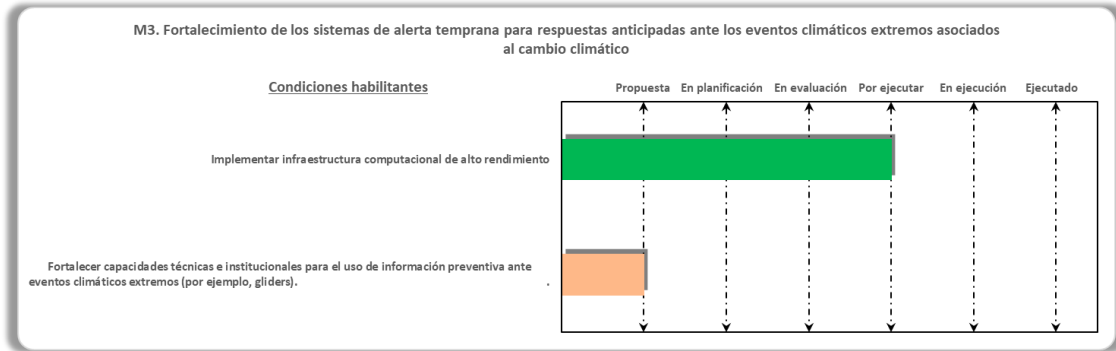 M3. Fortalecimiento de los sistemas de alerta temprana para respuestas anticipadas ante los eventos climáticos extremos asociados
al cambio climático
Condiciones habilitantes
Propuesta En planificación En evaluación Por ejecutar En ejecución Ejecutado
Implementar infraestructura computacional de alto rendimiento
Fortalecer capacidades técnicas e institucionales para el uso de información preventiva ante
eventos climáticos extremos (por ejemplo, gliders). .